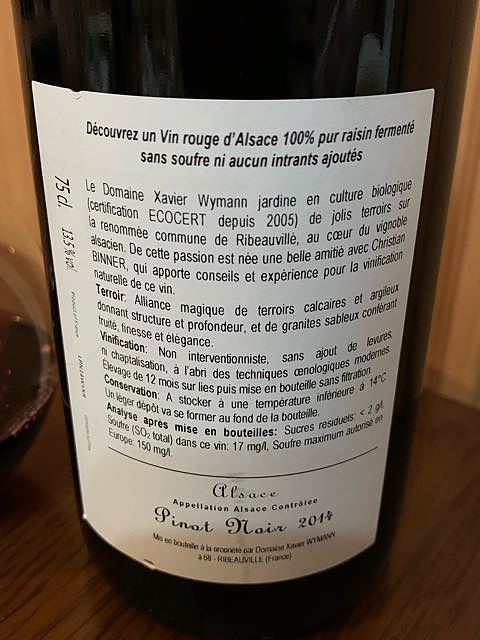 Découvrez un Vin rouge d'Alsace 100% pur raisin fermenté
sans soufre ni aucun intrants ajoutés
Le Domaine Xavier Wymann jardine en culture biologique
(certification ECOCERT depuis 2005) de jolis terroirs sur
la renommée commune de Ribeauvillé, au cœur du vignoble
alsacien. De cette passion est née une belle amitié avec Christian
BINNER, qui apporte conseils et expérience pour la vinification
naturelle de ce vin.
Terroir: Alliance magique de terroirs calcaires et argileux
donnant structure et profondeur, et de granites sableux conférant
fruité, finesse et élégance.
Vinification: Non interventionniste, sans ajout de levures
ni chaptalisation, à l'abri des techniques œnologiques modernes
Élevage de 12 mois sur lies puis mise en bouteille sans filtration.
Conservation: A stocker à une température inférieure à 14°C.
Un léger dépôt va se former au fond de la bouteille.
Analyse après mise en bouteilles: Sucres résiduels: < 2 g/l,
Soufre (SO2 total) dans ce vin: 17 mg/l, Soufre maximum autorisé en
Europe: 150 mg/l.
Alsace
Appellation Alsace Contrôlée
Pinot Noir 2014
Mis en bouteille à la propriété par Domaine Xavier WYMANN
à 68 - RIBEAUVILLE (France)
75 cl. 13,5 % vol.